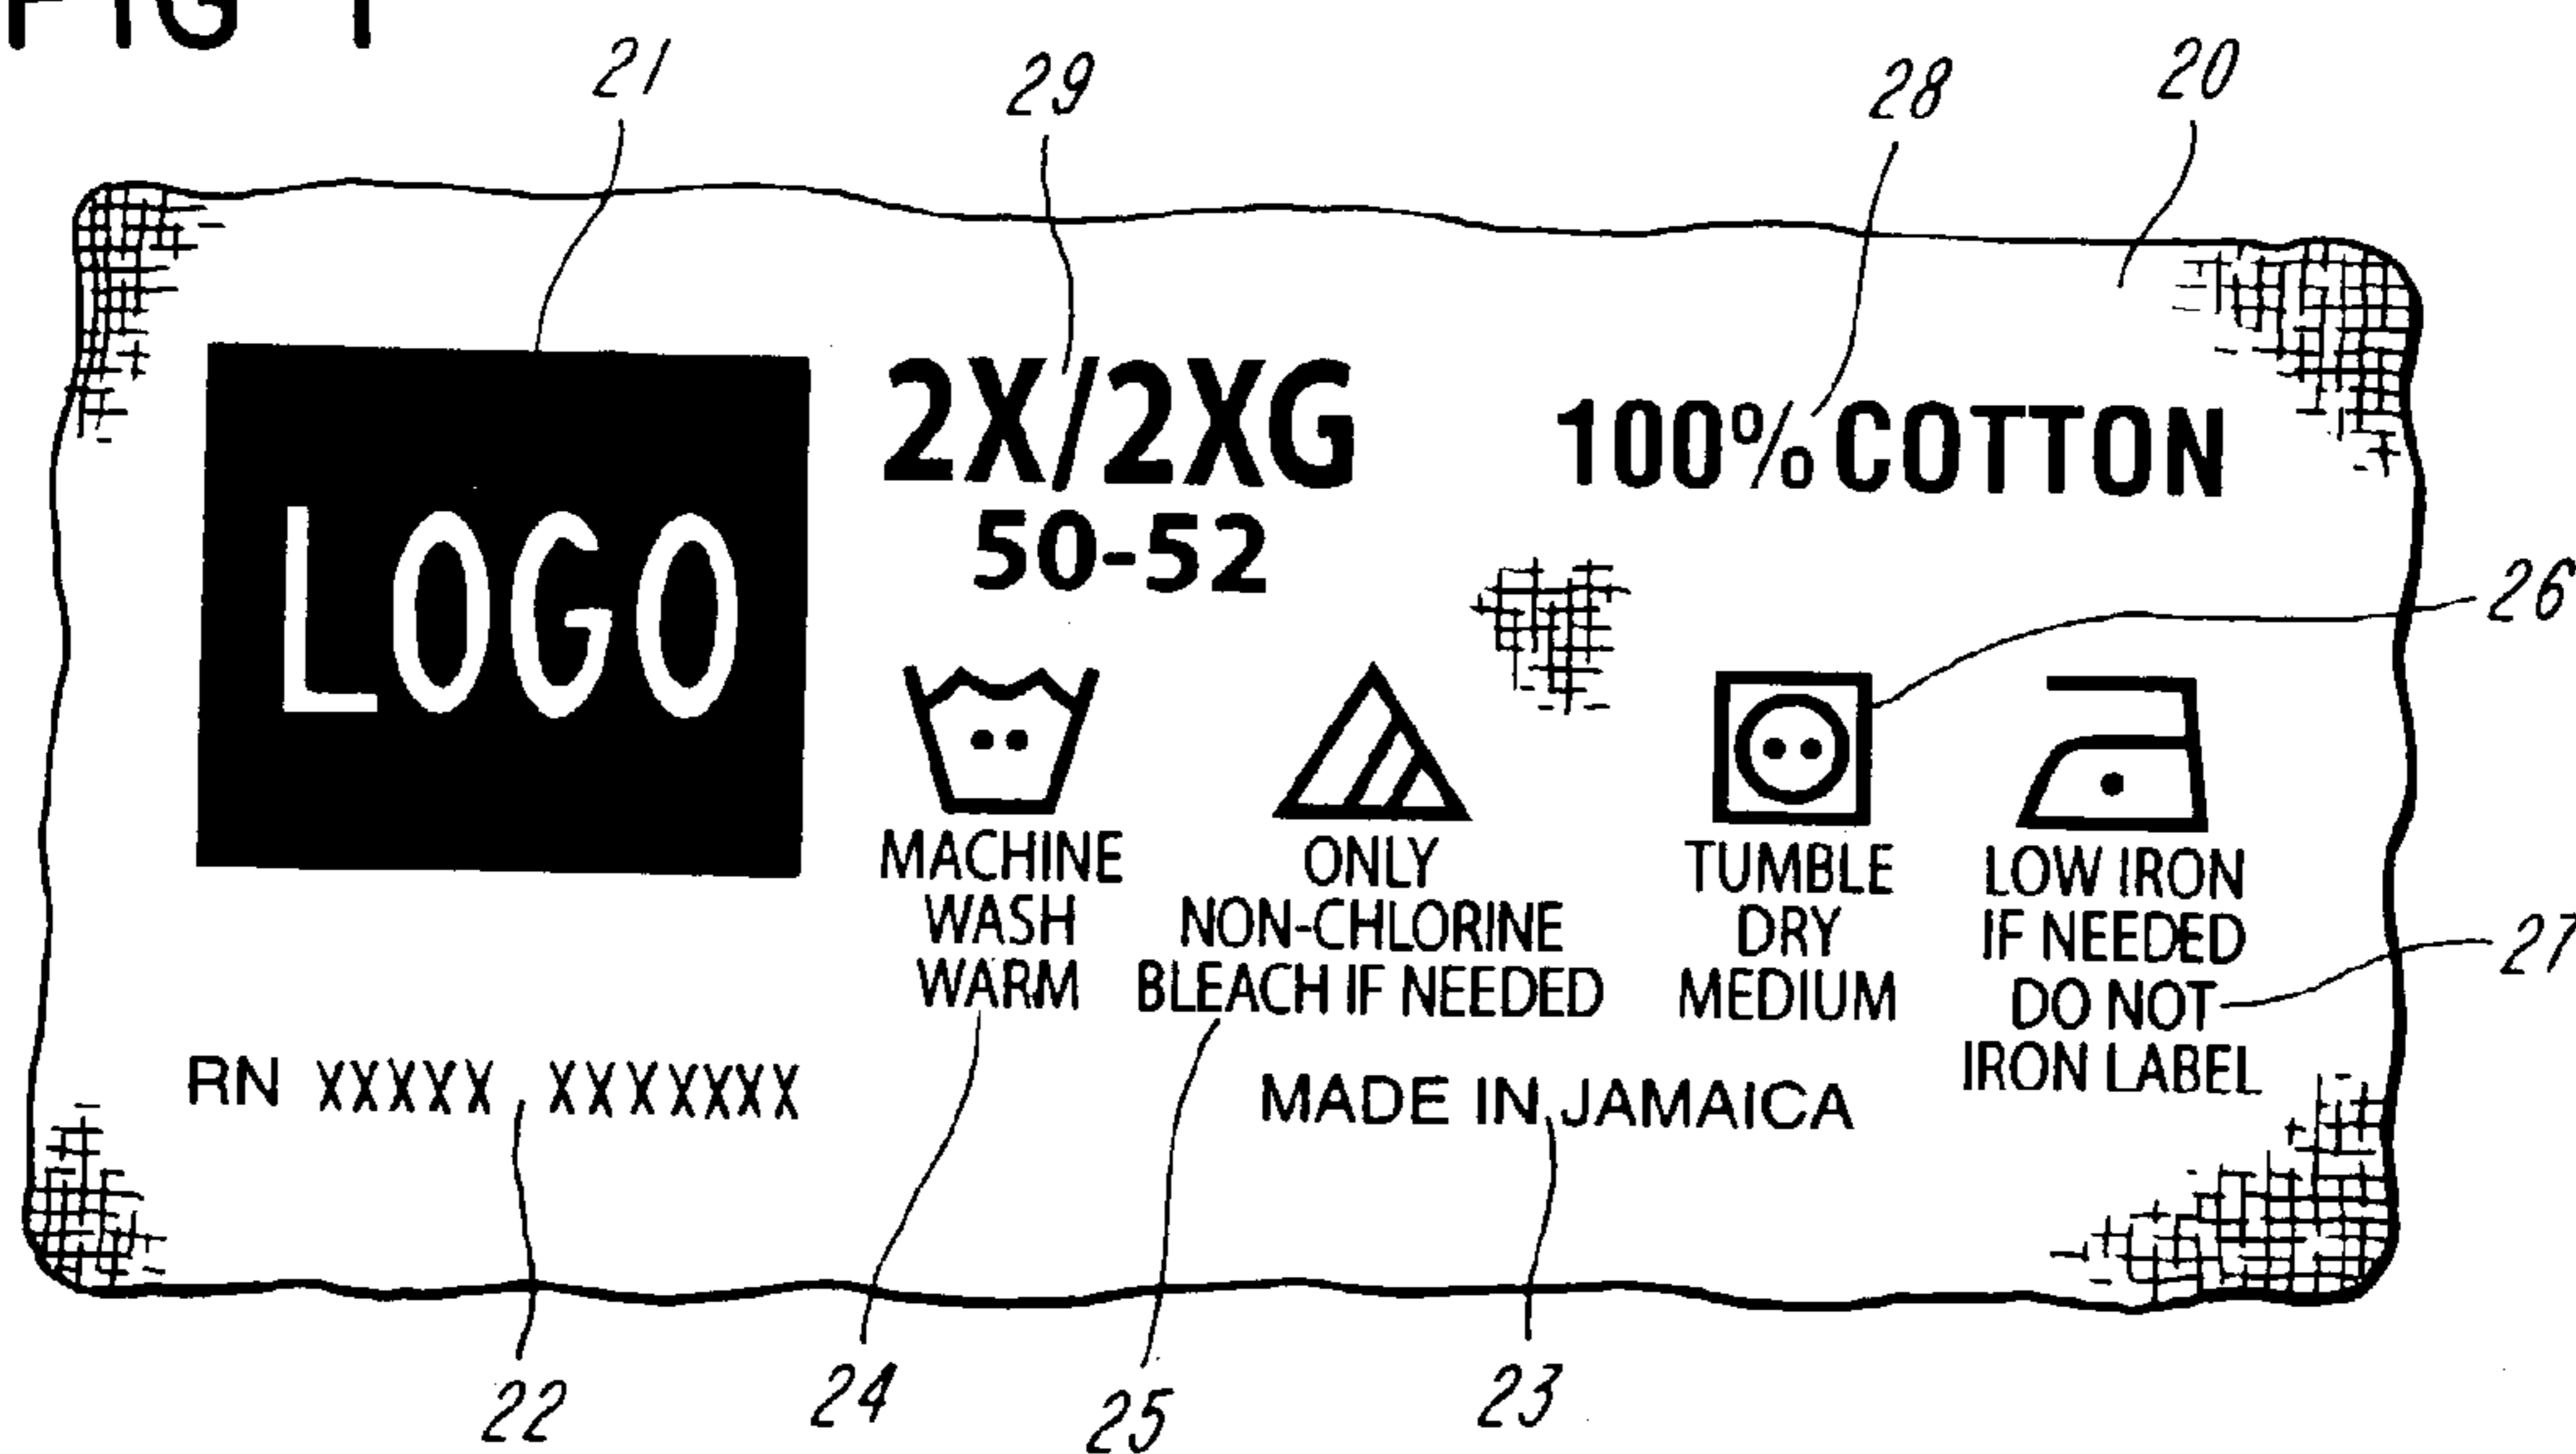 FIG 1
21
29
28
20
2X/2XG
100% COTTON
50-52
LOGO
26
MACHINE
WASH
WARM
ONLY
NON-CHLORINE
BLEACH IF NEEDED
TUMBLE
DRY
MEDIUM
LOW IRON
IF NEEDED
DO NOT
IRON LABEL
27
RN XXXXX XXXXXXX
MADE IN JAMAICA
22
24
25
23